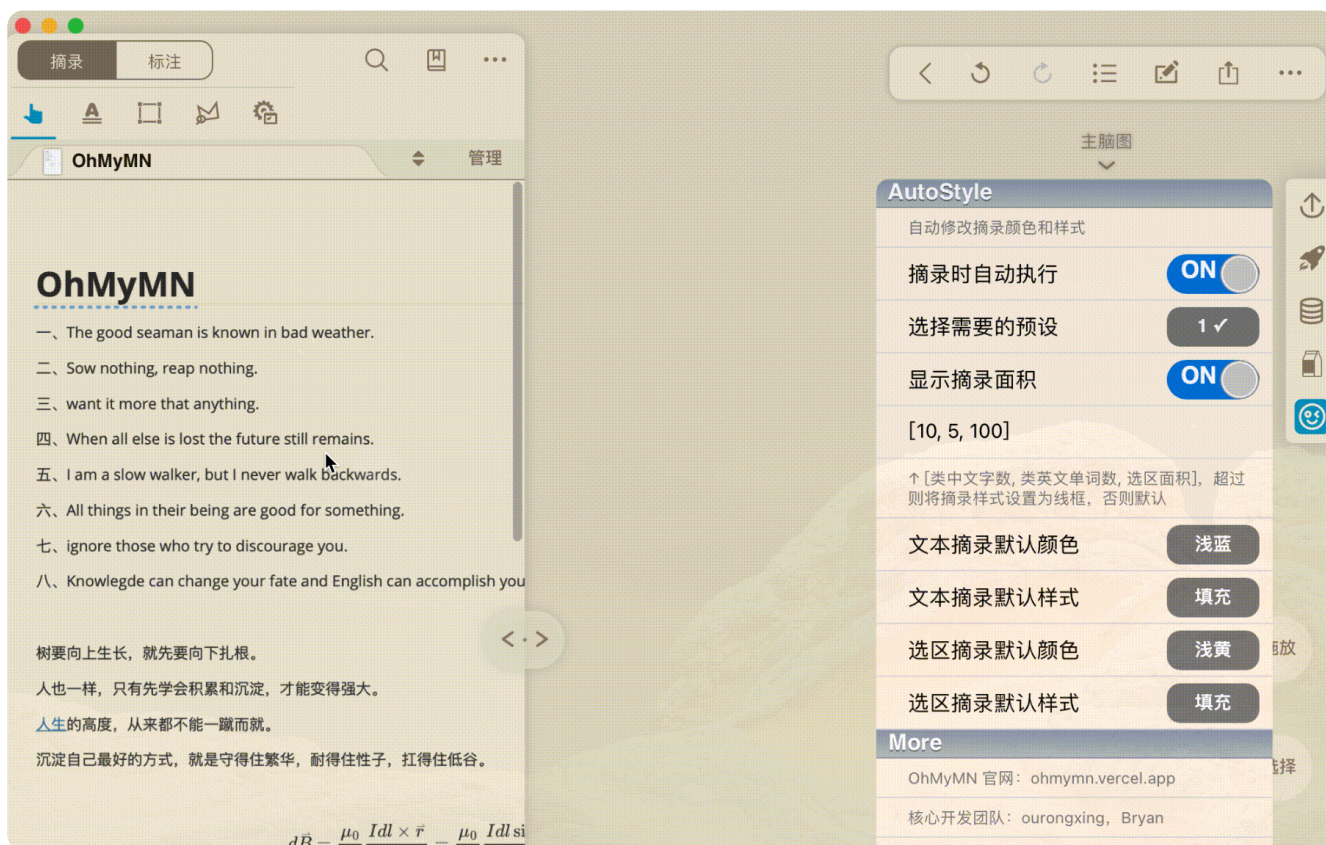 摘录
标注
OhMyMN
管理
OhMyMN
一、The good seaman is known in bad weather.
二、Sow nothing, reap nothing.
三、want it more that anything.
四、When all else is lost the future still remains.
五、I am a slow walker, but I never walk backwards.
六、All things in their being are good for something.
七、ignore those who try to discourage you.
八、Knowlegde can change your fate and English can accomplish you
树要向上生长，就先要向下扎根。
人也一样，只有先学会积累和沉淀，才能变得强大。
人生的高度，从来都不能一蹴而就。
沉淀自己最好的方式，就是守得住繁华，耐得住性子，扛得住低谷。
主脑图
AutoStyle
自动修改摘录颜色和样式
摘录时自动执行 ON
选择需要的预设 1 ✓
显示摘录面积 ON
[10, 5, 100]
↑ [类中文字数, 类英文单词数, 选区面积]，超过
则将摘录样式设置为线框，否则默认
文本摘录默认颜色 浅蓝
文本摘录默认样式 填充
选区摘录默认颜色 浅黄
选区摘录默认样式 填充
More
OhMyMN 官网：ohmymn.vercel.app
核心开发团队：ourongxing，Bryan
放
选择